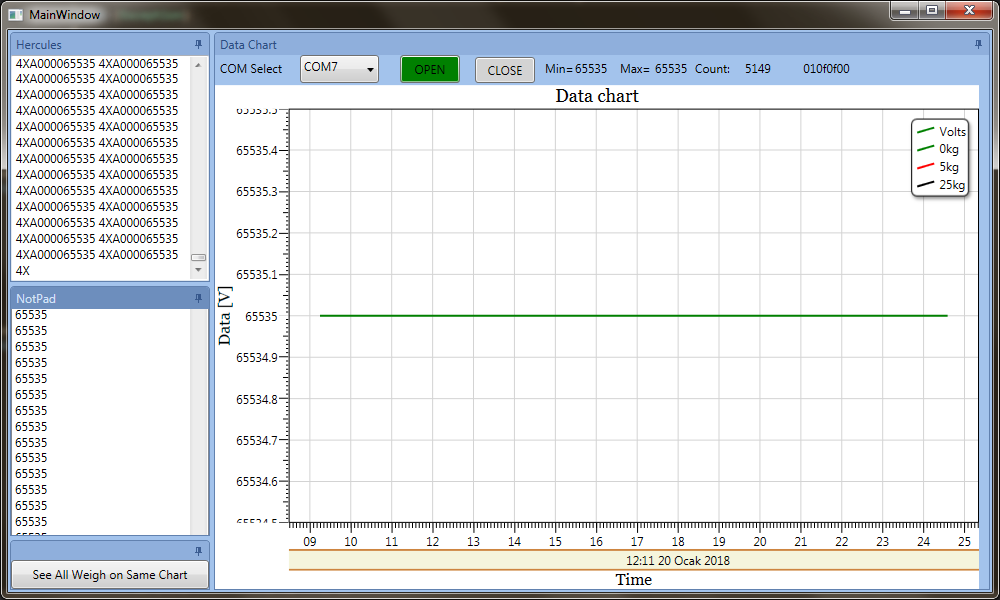 MainWindow
Hercules
4XA000065535 4XA000065535
4XA000065535 4XA000065535
4XA000065535 4XA000065535
4XA000065535 4XA000065535
4XA000065535 4XA000065535
4XA000065535 4XA000065535
4XA000065535 4XA000065535
4XA000065535 4XA000065535
4XA000065535 4XA000065535
4XA000065535 4XA000065535
4XA000065535 4XA000065535
4XA000065535 4XA000065535
4XA000065535 4XA000065535
4X
NotPad
65535
65535
65535
65535
65535
65535
65535
65535
65535
65535
65535
65535
65535
65535
See All Weigh on Same Chart
Data Chart
COM Select COM7 OPEN CLOSE Min= 65535 Max= 65535 Count: 5149 010f0f00
Data chart
Volts
0kg
5kg
25kg
Data [V]
65535.5
65535.4
65535.3
65535.2
65535.1
65535
65534.9
65534.8
65534.7
65534.6
65534.5
09 10 11 12 13 14 15 16 17 18 19 20 21 22 23 24 25
12:11 20 Ocak 2018
Time